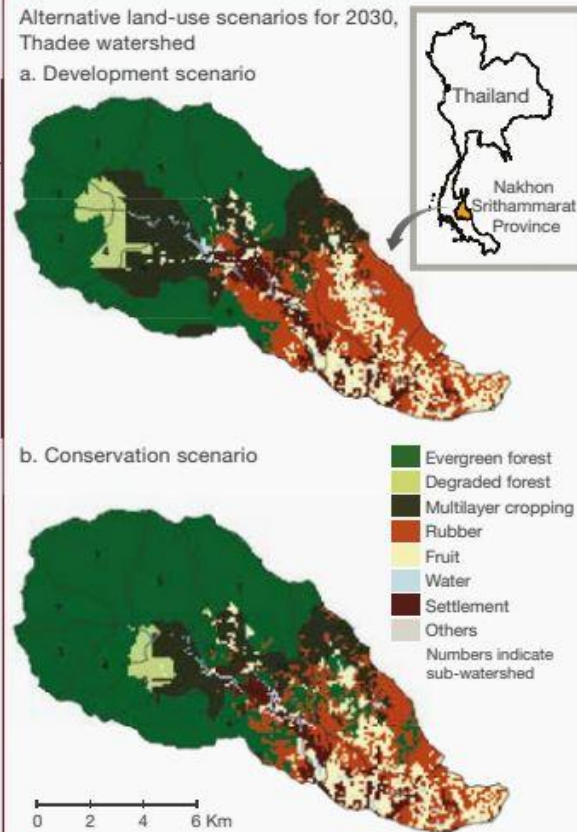 Alternative land-use scenarios for 2030,
Thadee watershed
a. Development scenario
Thailand
Nakhon
Srithammarat
Province
4
b. Conservation scenario
Evergreen forest
Degraded forest
Multilayer cropping
Rubber
Fruit
Water
Settlement
Others
Numbers indicate
sub-watershed
0 2 4 6 Km